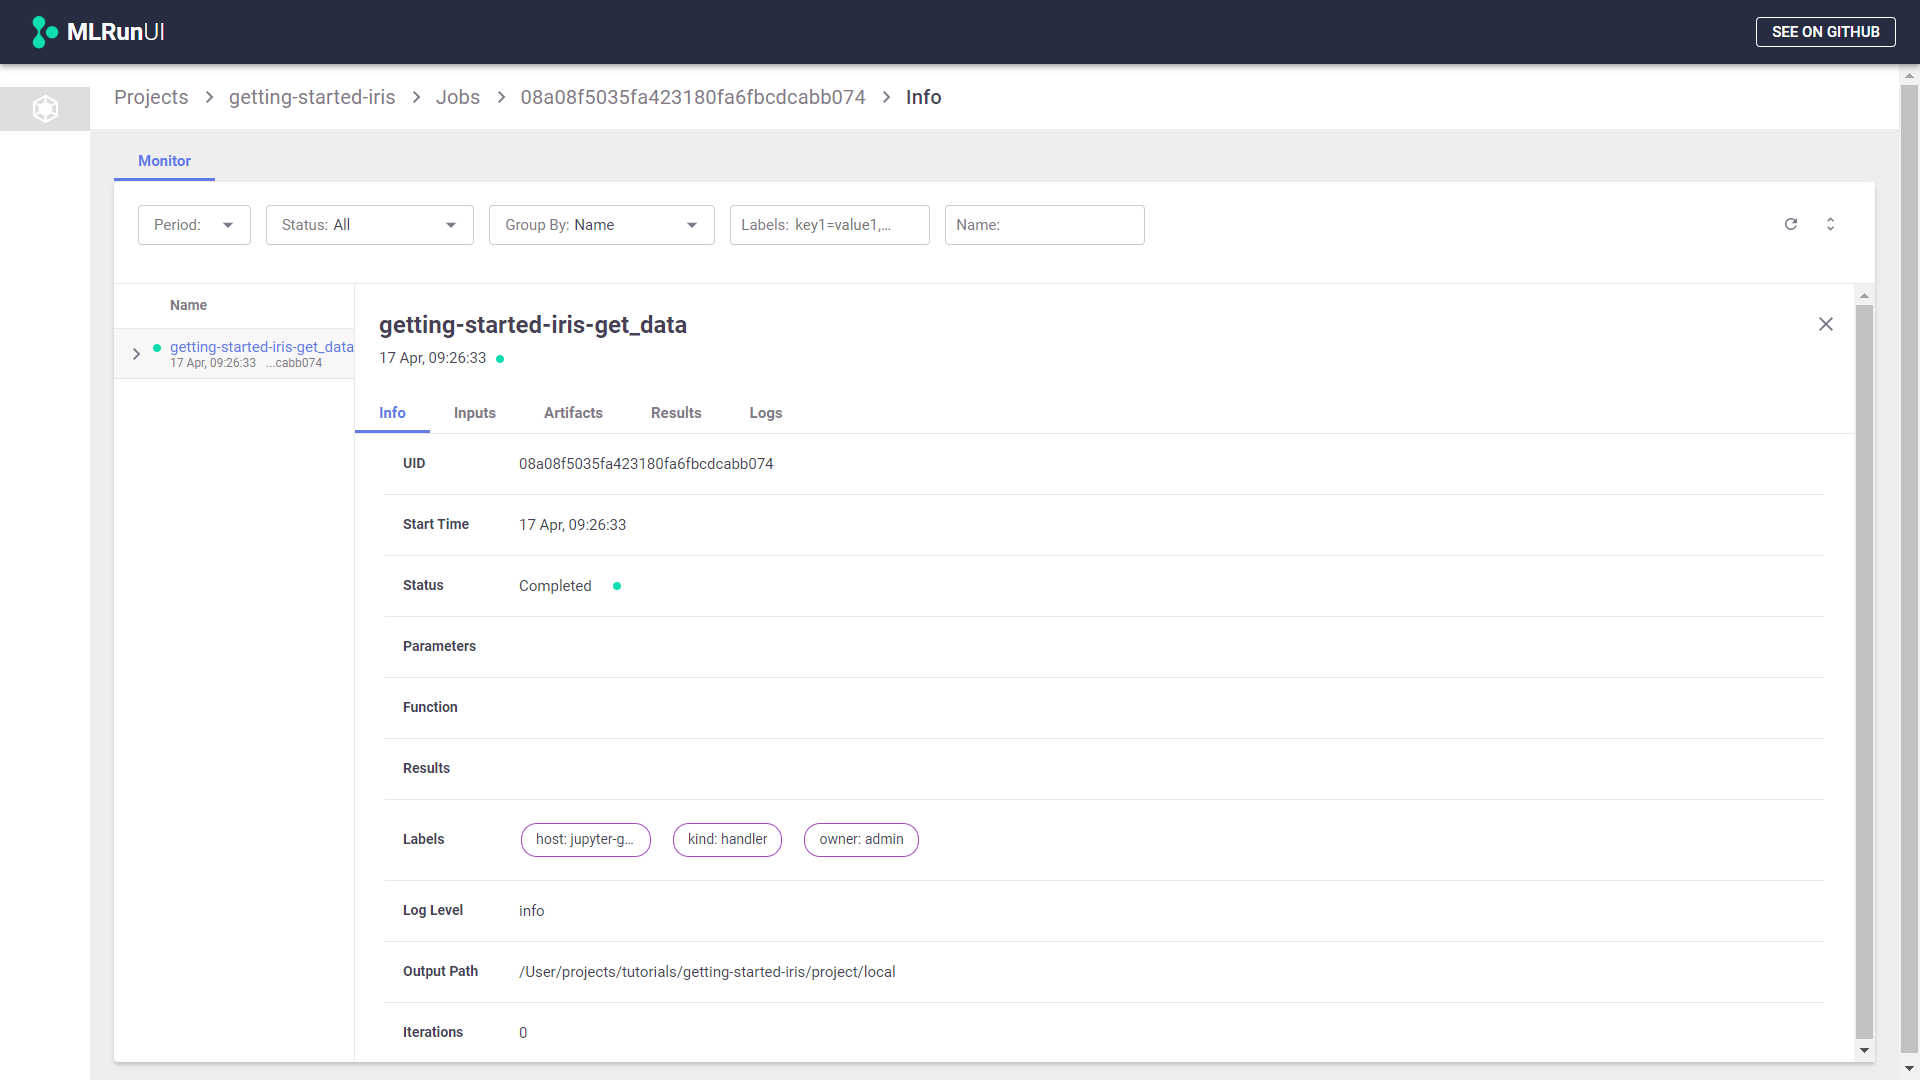 MLRunUI
SEE ON GITHUB
Projects > getting-started-iris > Jobs > 08a08f5035fa423180fa6fbcdcabb074 > Info
Monitor
Period:
Status: All
Group By: Name
Labels: key1=value1,...
Name:
Name
getting-started-iris-get_data
17 Apr, 09:26:33 ...cabb074
getting-started-iris-get_data
17 Apr, 09:26:33
Info Inputs Artifacts Results Logs
UID 08a08f5035fa423180fa6fbcdcabb074
Start Time 17 Apr, 09:26:33
Status Completed
Parameters
Function
Results
Labels host: jupyter-g... kind: handler owner: admin
Log Level info
Output Path /User/projects/tutorials/getting-started-iris/project/local
Iterations 0